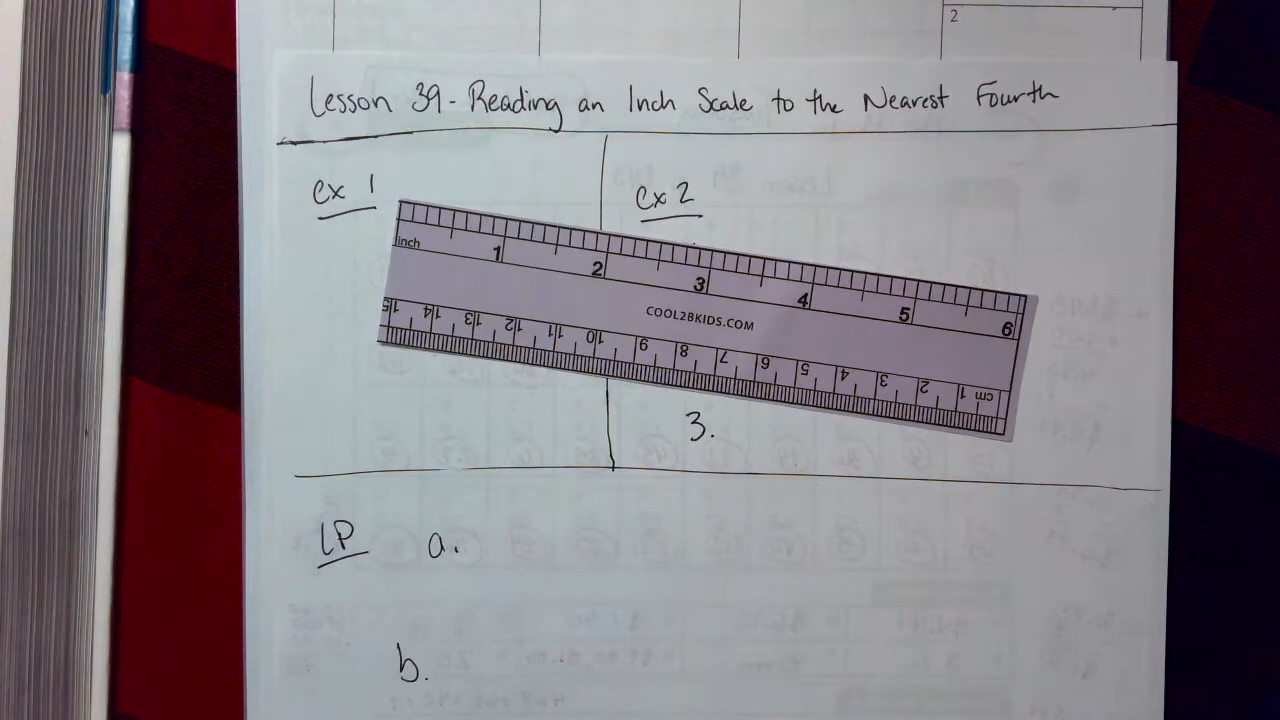 2
Lesson 39 - Reading an Inch Scale to the Nearest Fourth
ex 1
ex 2
inch 1 2 3 4 5 6
COOL2BKIDS.COM
15 14 13 12 11 10 9 8 7 6 5 4 3 2 1 cm
3.
LP a.
b.